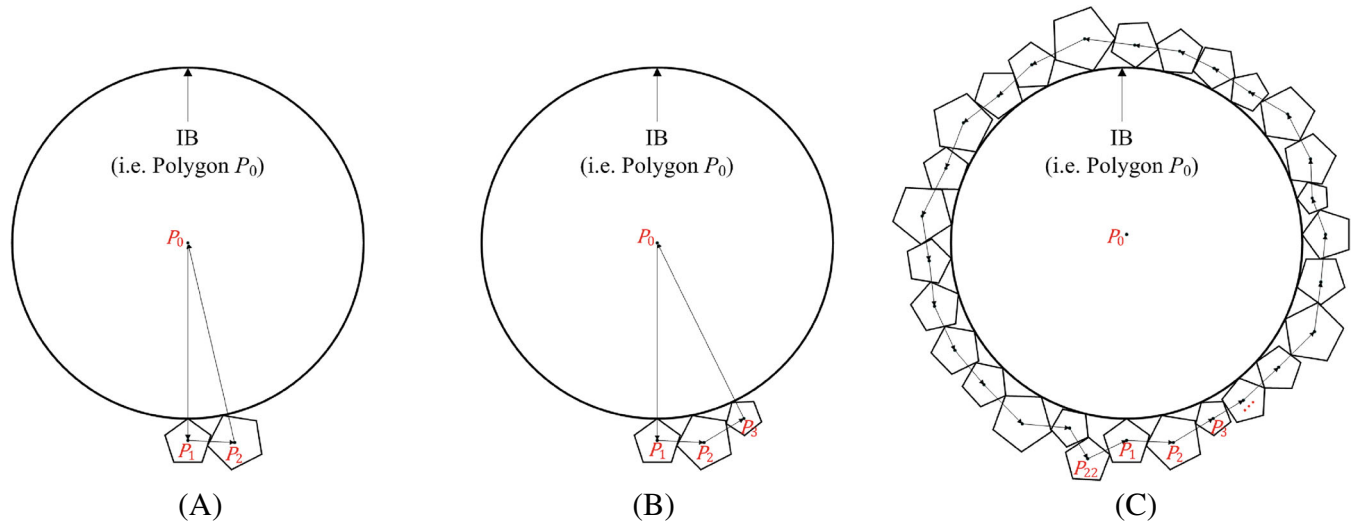 IB
(i.e. Polygon P₀)
P₀
P₁
P₂
(A)
IB
(i.e. Polygon P₀)
P₀
P₁
P₂
P₃
(B)
IB
(i.e. Polygon P₀)
P₀
P₂₂
P₁
P₂
P₃
...
(C)